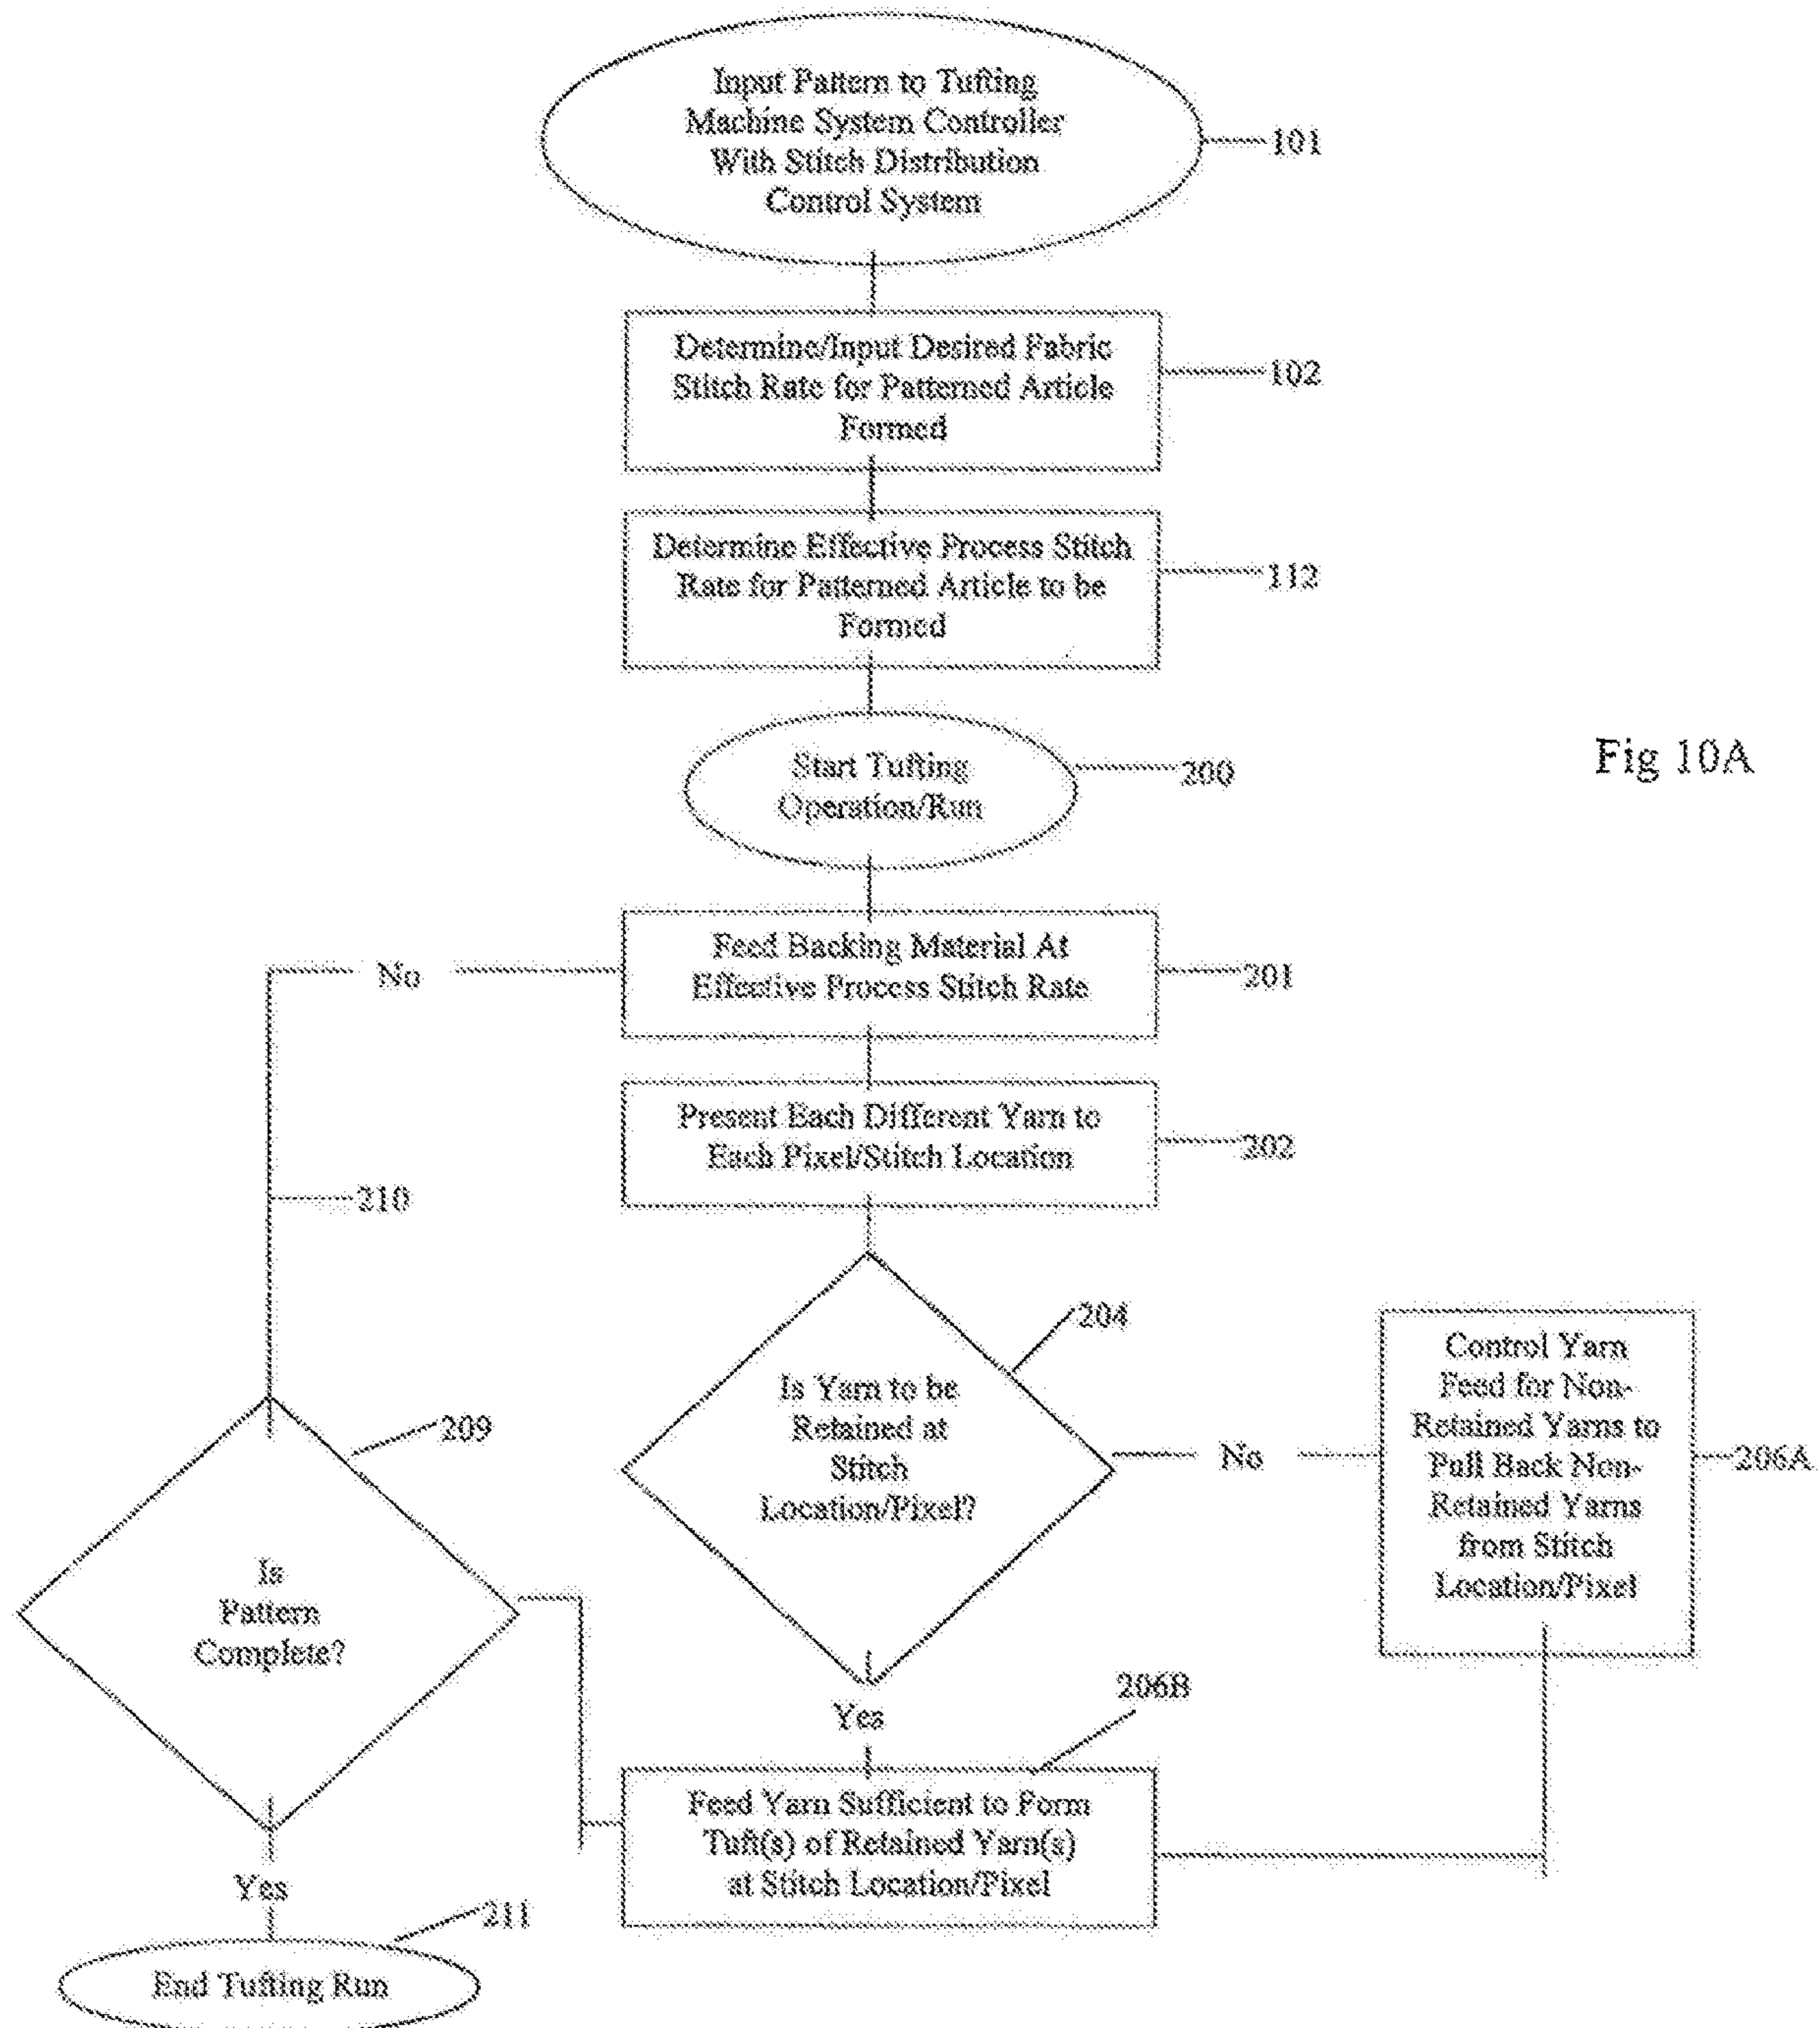 Input Pattern to Tufting
Machine System Controller
With Stitch Distribution
Control System
101
Determine/Input Desired Fabric
Stitch Rate for Patterned Article
Formed
102
Determine Effective Process Stitch
Rate for Patterned Article to be
Formed
112
Start Tufting
Operation/Run
200
Fig 10A
Feed Backing Material At
Effective Process Stitch Rate
201
No
Present Each Different Yarn to
Each Pixel/Stitch Location
202
210
Is Yarn to be
Retained at
Stitch
Location/Pixel?
204
No
Control Yarn
Feed for Non-
Retained Yarns to
Pull Back Non-
Retained Yarns
from Stitch
Location/Pixel
206A
209
Is
Pattern
Complete?
Yes
206B
Feed Yarn Sufficient to Form
Tuft(s) of Retained Yarn(s)
at Stitch Location/Pixel
Yes
211
End Tufting Run